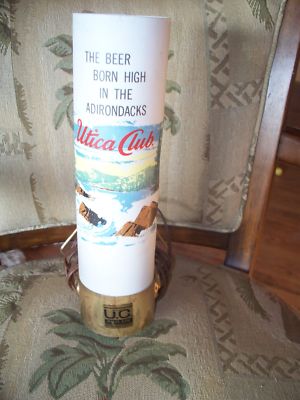 THE BEER
BORN HIGH
IN THE
ADIRONDACKS
Utica Club
U.C.